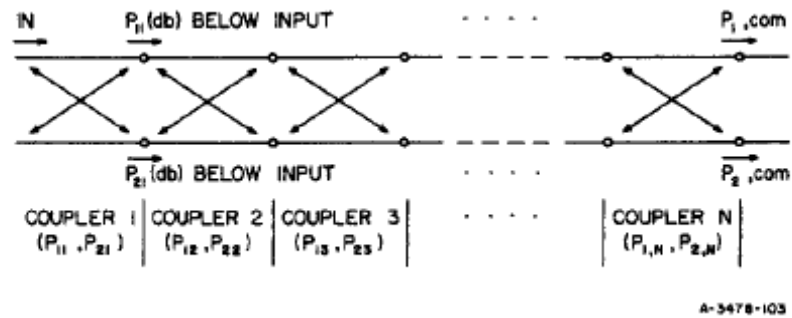 IN P₁₁(db) BELOW INPUT · · · · P₁ ,com
P₂₁(db) BELOW INPUT · · · · P₂ ,com
COUPLER 1 COUPLER 2 COUPLER 3 · · · · COUPLER N
(P₁₁ ,P₂₁) (P₁₂ ,P₂₂) (P₁₃ ,P₂₃) (P₁,N ,P₂,N)
A-3478-103